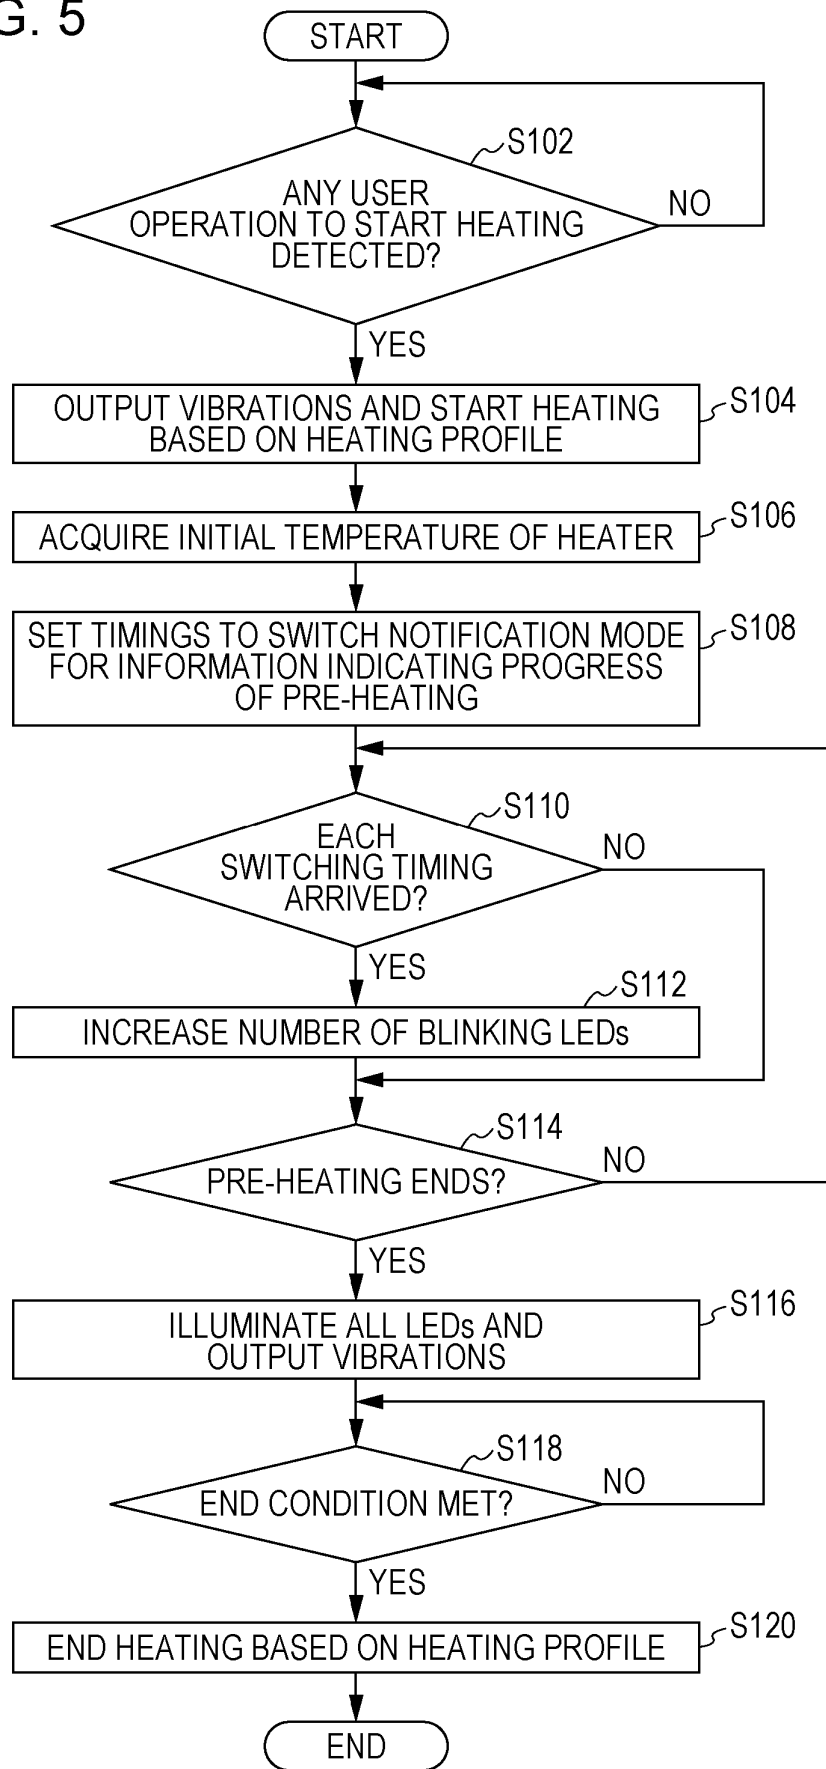 G. 5
START
S102
ANY USER
OPERATION TO START HEATING
DETECTED?
NO
YES
OUTPUT VIBRATIONS AND START HEATING
BASED ON HEATING PROFILE
S104
ACQUIRE INITIAL TEMPERATURE OF HEATER
S106
SET TIMINGS TO SWITCH NOTIFICATION MODE
FOR INFORMATION INDICATING PROGRESS
OF PRE-HEATING
S108
S110
EACH
SWITCHING TIMING
ARRIVED?
NO
YES
S112
INCREASE NUMBER OF BLINKING LEDs
S114
PRE-HEATING ENDS?
NO
YES
ILLUMINATE ALL LEDs AND
OUTPUT VIBRATIONS
S116
S118
END CONDITION MET?
NO
YES
END HEATING BASED ON HEATING PROFILE
S120
END